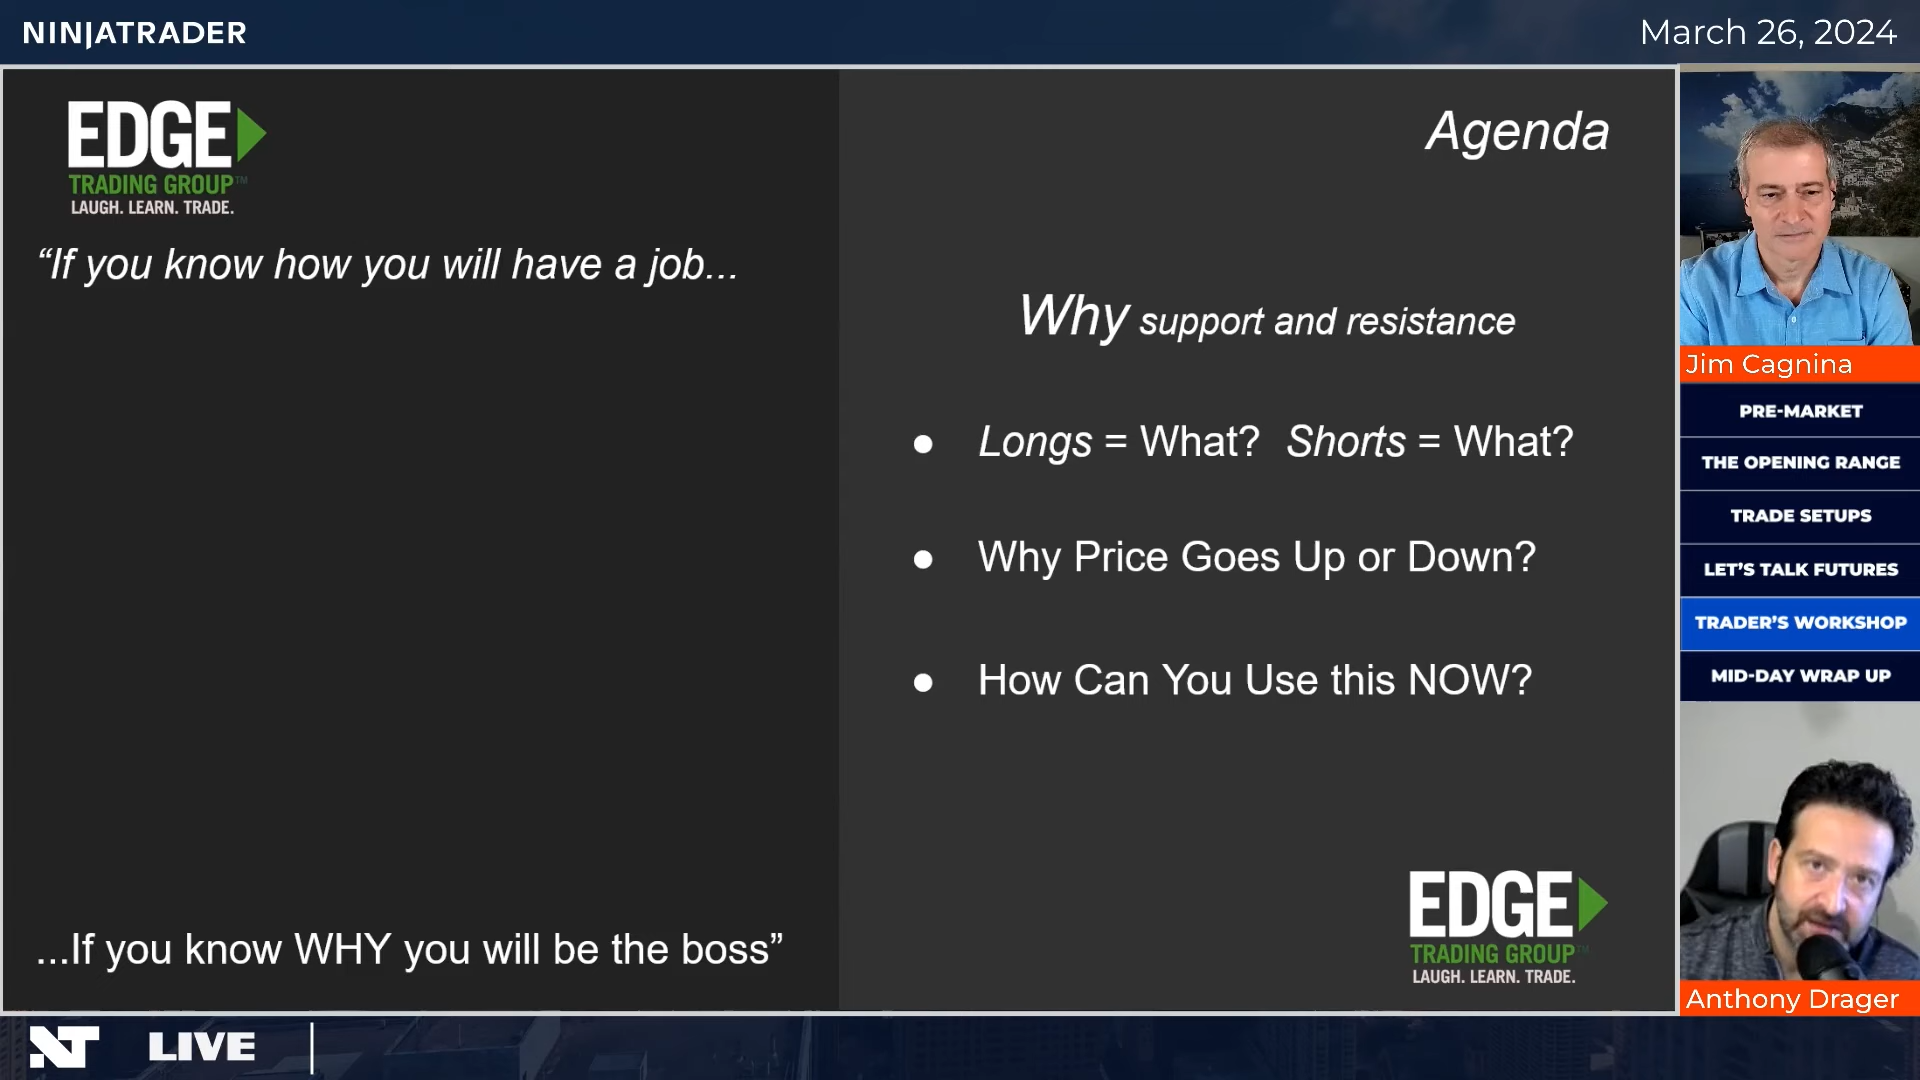 NINJATRADER
March 26, 2024
EDGE
TRADING GROUP™
LAUGH. LEARN. TRADE.
“If you know how you will have a job...
...If you know WHY you will be the boss”
Agenda
Why support and resistance
● Longs = What? Shorts = What?
● Why Price Goes Up or Down?
● How Can You Use this NOW?
EDGE
TRADING GROUP™
LAUGH. LEARN. TRADE.
Jim Cagnina
PRE-MARKET
THE OPENING RANGE
TRADE SETUPS
LET’S TALK FUTURES
TRADER’S WORKSHOP
MID-DAY WRAP UP
Anthony Drager
NT LIVE